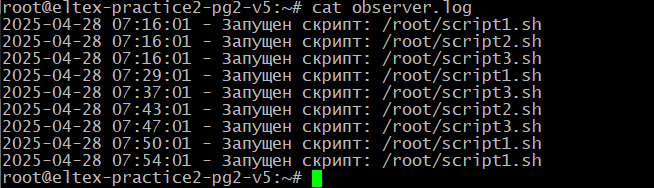 root@eltex-practice2-pg2-v5:~# cat observer.log
2025-04-28 07:16:01 - Запущен скрипт: /root/script1.sh
2025-04-28 07:16:01 - Запущен скрипт: /root/script2.sh
2025-04-28 07:16:01 - Запущен скрипт: /root/script3.sh
2025-04-28 07:29:01 - Запущен скрипт: /root/script1.sh
2025-04-28 07:37:01 - Запущен скрипт: /root/script3.sh
2025-04-28 07:43:01 - Запущен скрипт: /root/script2.sh
2025-04-28 07:47:01 - Запущен скрипт: /root/script3.sh
2025-04-28 07:50:01 - Запущен скрипт: /root/script1.sh
2025-04-28 07:54:01 - Запущен скрипт: /root/script1.sh
root@eltex-practice2-pg2-v5:~#